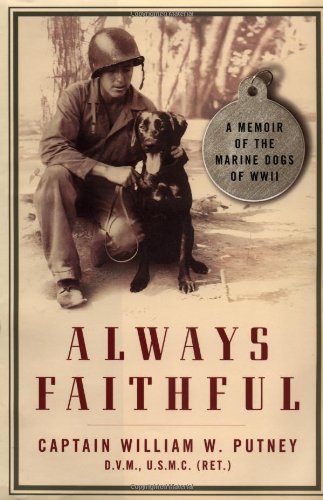 A MEMOIR
OF THE
MARINE DOGS
OF WWII
ALWAYS
FAITHFUL
CAPTAIN WILLIAM W. PUTNEY
D.V.M., U.S.M.C. (RET.)